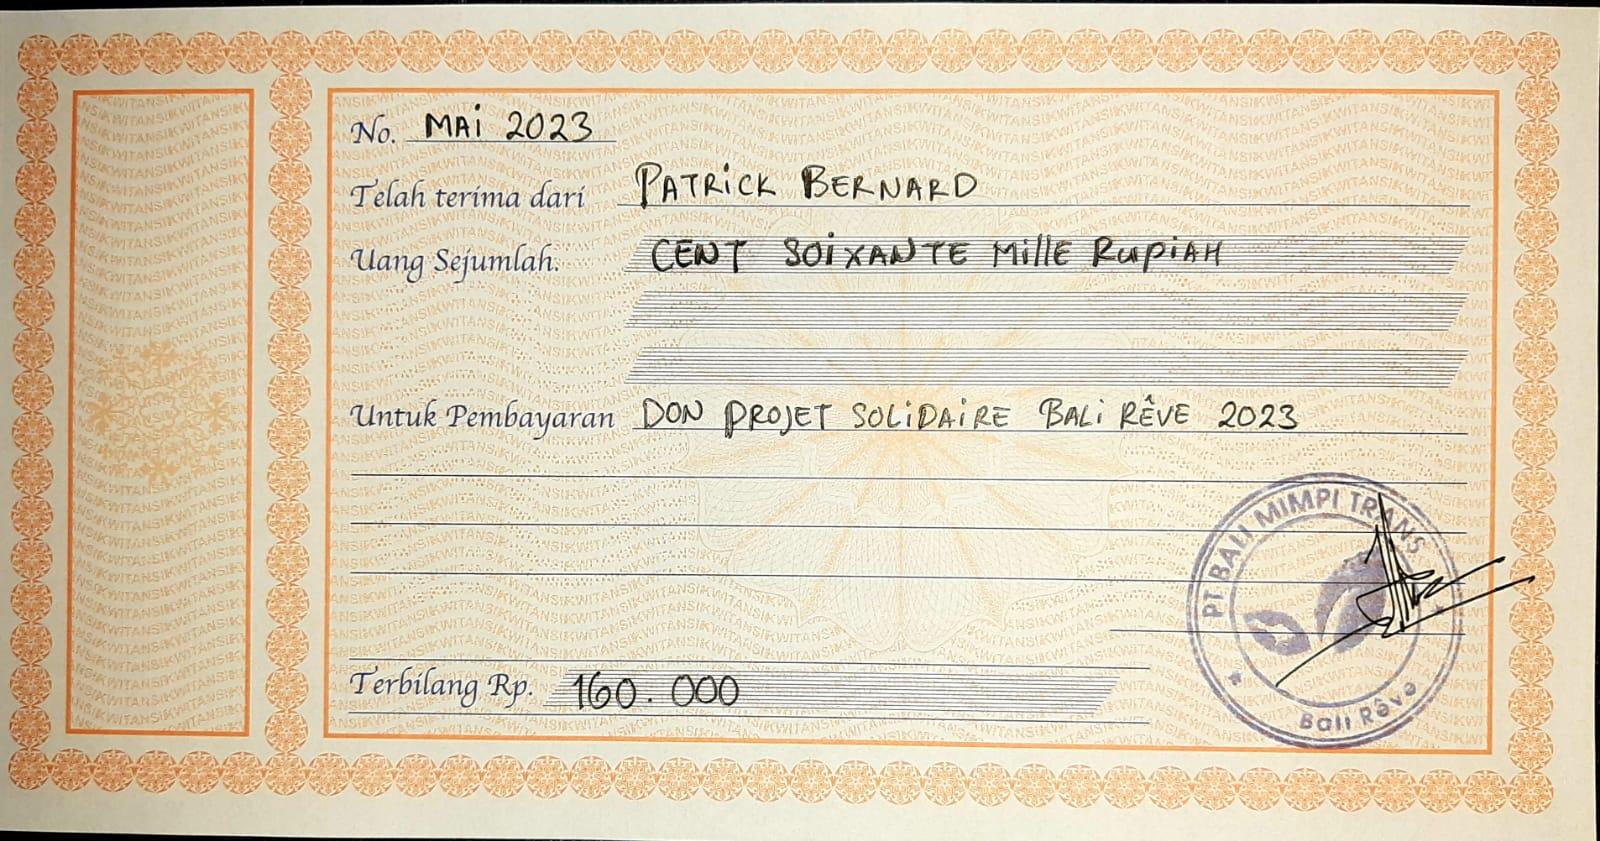 No. MAi 2023
Telah terima dari PATRiCK BERNARD
Uang Sejumlah. CENT SOiXANTE Mille RupiAH
Untuk Pembayaran DON PROJET SOLiDAiRE BALi RÊVE 2023
Terbilang Rp. 160.000
PT. BALI MIMPI TRANS
Bali Rêve